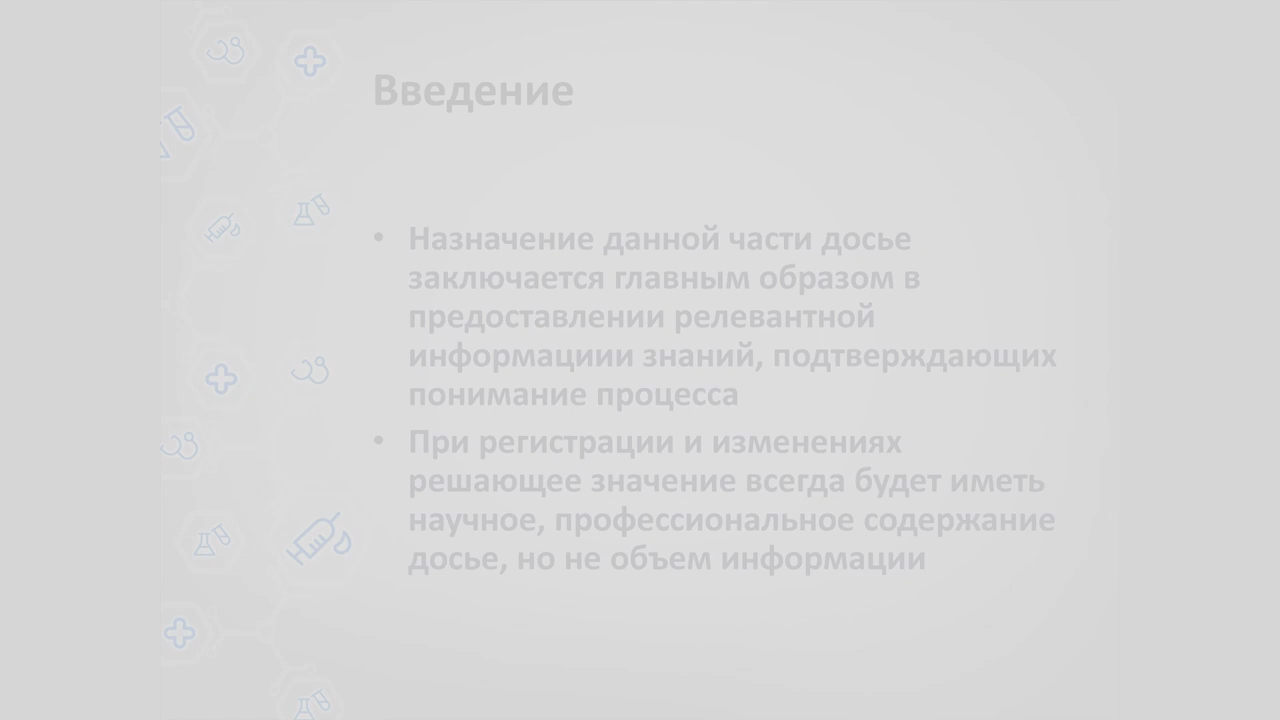 Введение
• Назначение данной части досье
заключается главным образом в
предоставлении релевантной
информациии знаний, подтверждающих
понимание процесса
• При регистрации и изменениях
решающее значение всегда будет иметь
научное, профессиональное содержание
досье, но не объем информации